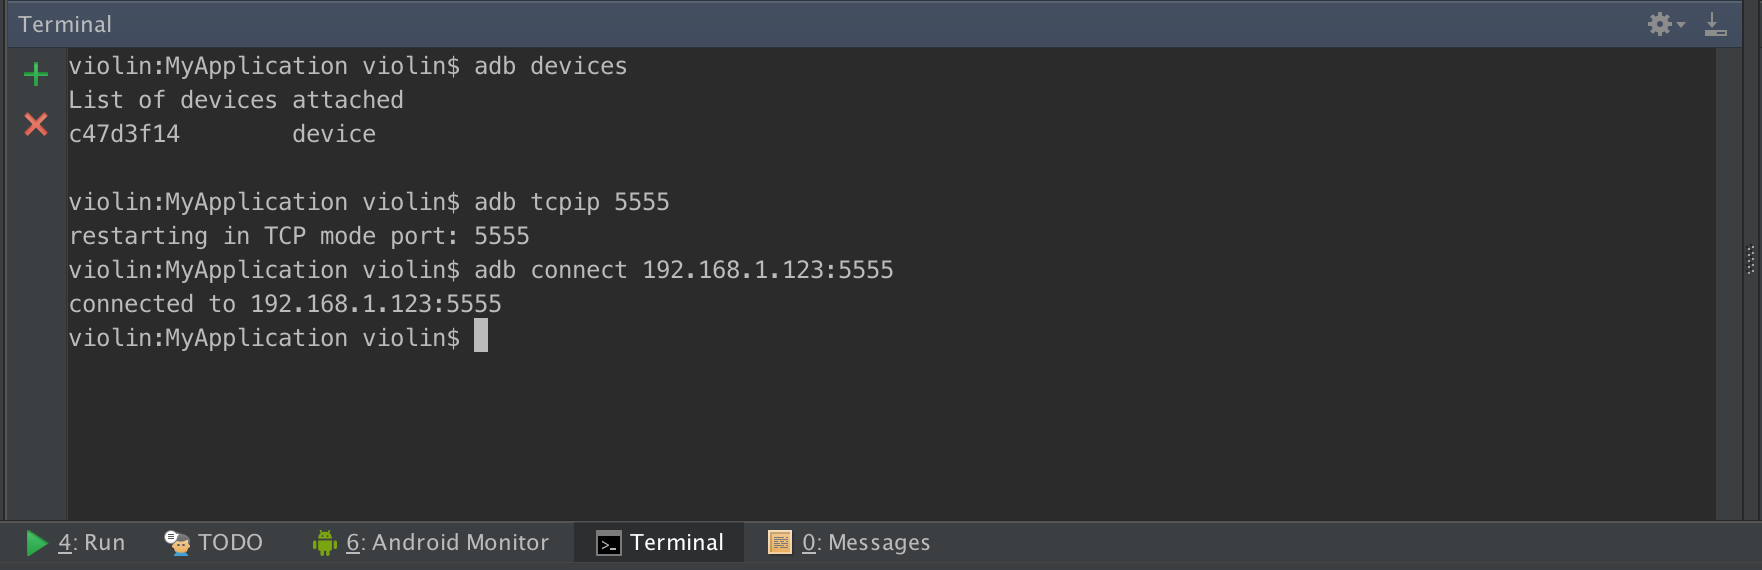 Terminal
violin:MyApplication violin$ adb devices
List of devices attached
c47d3f14        device
violin:MyApplication violin$ adb tcpip 5555
restarting in TCP mode port: 5555
violin:MyApplication violin$ adb connect 192.168.1.123:5555
connected to 192.168.1.123:5555
violin:MyApplication violin$
4: Run TODO 6: Android Monitor Terminal 0: Messages